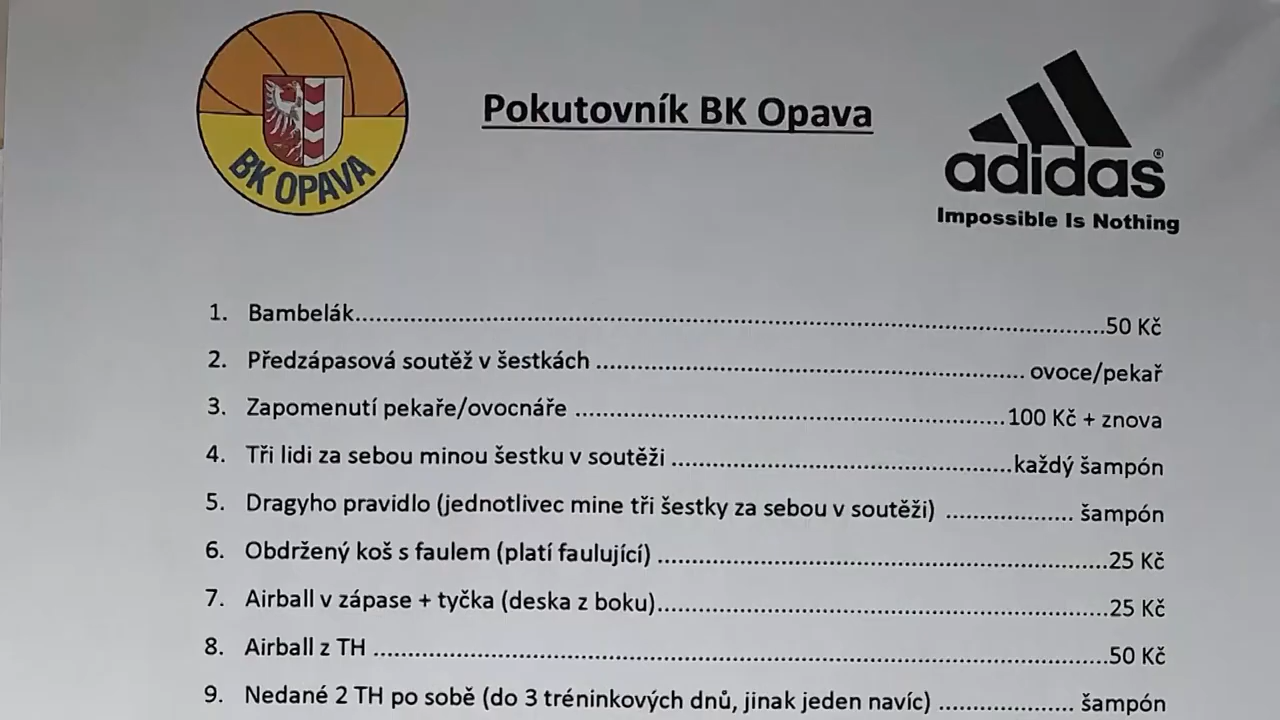 BK OPAVA
Pokutovník BK Opava
adidas®
Impossible Is Nothing
1. Bambelák...........50 Kč
2. Předzápasová soutěž v šestkách ........... ovoce/pekař
3. Zapomenutí pekaře/ovocnáře ...........100 Kč + znova
4. Tři lidi za sebou minou šestku v soutěži ...........každý šampón
5. Dragyho pravidlo (jednotlivec mine tři šestky za sebou v soutěži) ........... šampón
6. Obdržený koš s faulem (platí faulující) ...........25 Kč
7. Airball v zápase + tyčka (deska z boku)...........25 Kč
8. Airball z TH ...........50 Kč
9. Nedané 2 TH po sobě (do 3 tréninkových dnů, jinak jeden navíc) ........... šampón